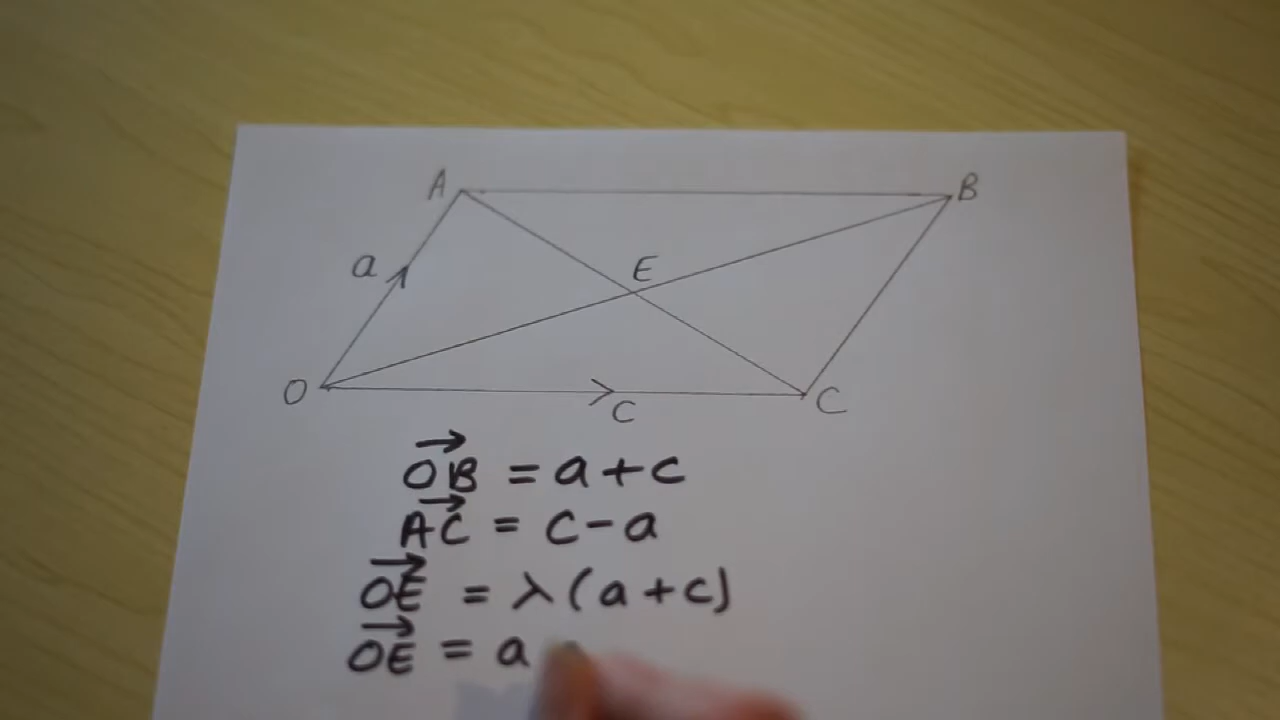 A
B
a
E
O
C
C
→
OB = a + c
→
AC = c - a
→
OE = λ (a + c)
→
OE = a